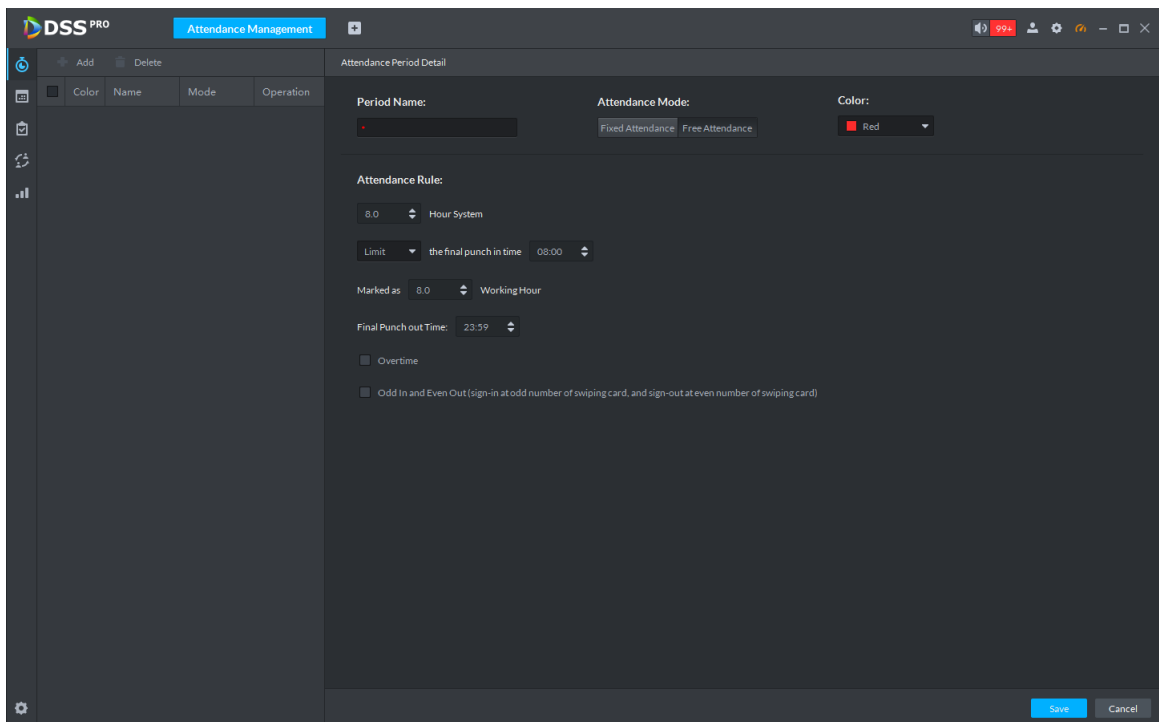 DSS PRO Attendance Management 99+
Add Delete Attendance Period Detail
Color Name Mode Operation
Period Name: Attendance Mode: Color:
* Fixed Attendance Free Attendance Red
Attendance Rule:
8.0 Hour System
Limit the final punch in time 08:00
Marked as 8.0 Working Hour
Final Punch out Time: 23:59
Overtime
Odd In and Even Out (sign-in at odd number of swiping card, and sign-out at even number of swiping card)
Save Cancel